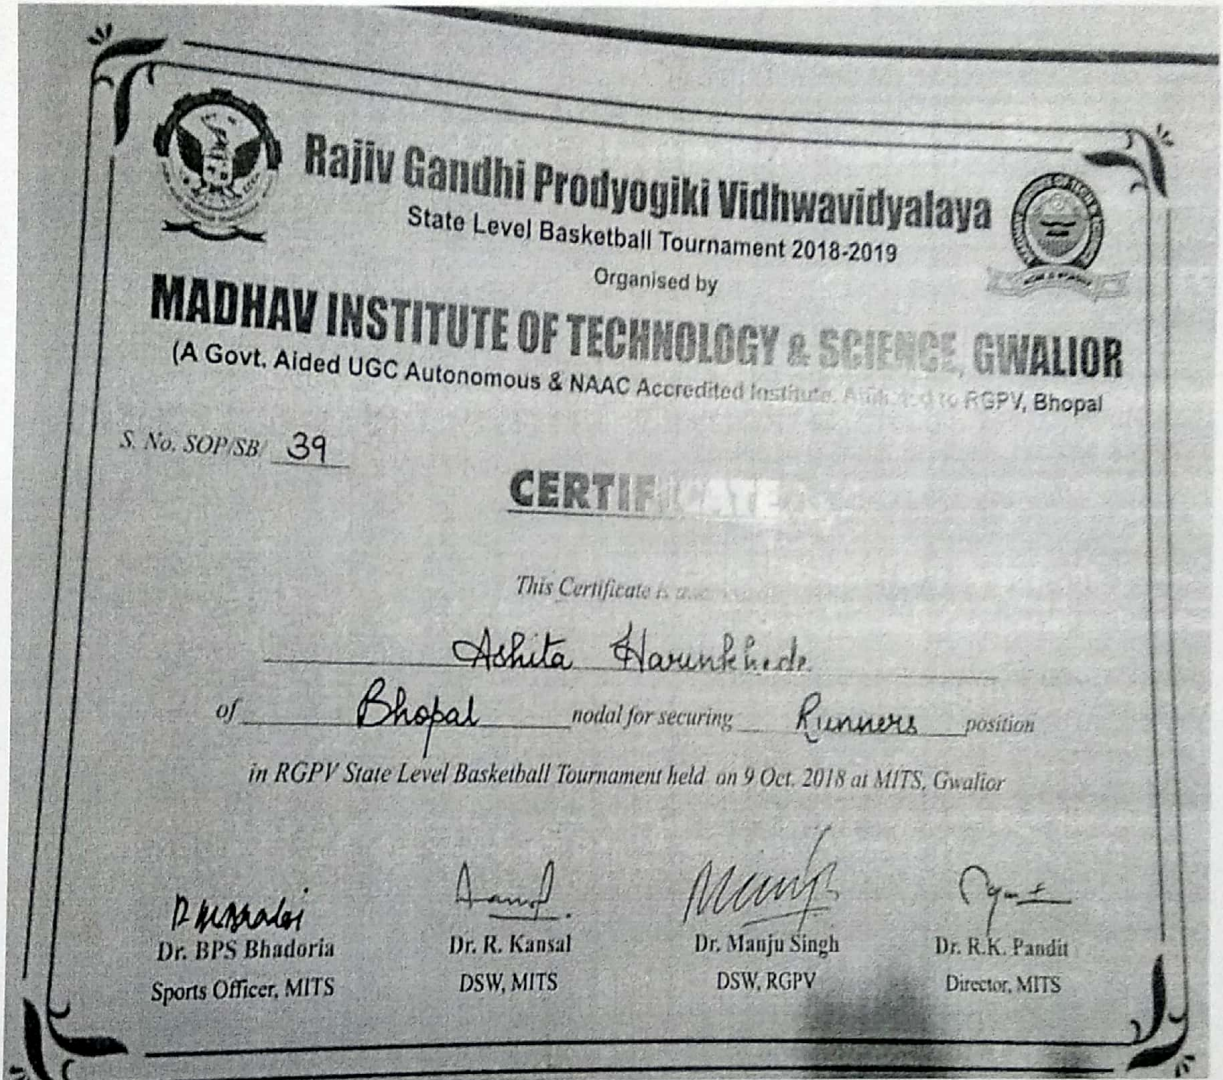 Rajiv Gandhi Prodyogiki Vidhwavidyalaya
State Level Basketball Tournament 2018-2019
Organised by
MADHAV INSTITUTE OF TECHNOLOGY & SCIENCE, GWALIOR
(A Govt. Aided UGC Autonomous & NAAC Accredited Institute, Affiliated to RGPV, Bhopal
S. No. SOP/SB/ 39
CERTIFICATE
This Certificate is
Ashita Harinkhede
of Bhopal nodal for securing Runners position
in RGPV State Level Basketball Tournament held on 9 Oct. 2018 at MITS, Gwalior
Dr. BPS Bhadoria Dr. R. Kansal Dr. Manju Singh Dr. R.K. Pandit
Sports Officer, MITS DSW, MITS DSW, RGPV Director, MITS